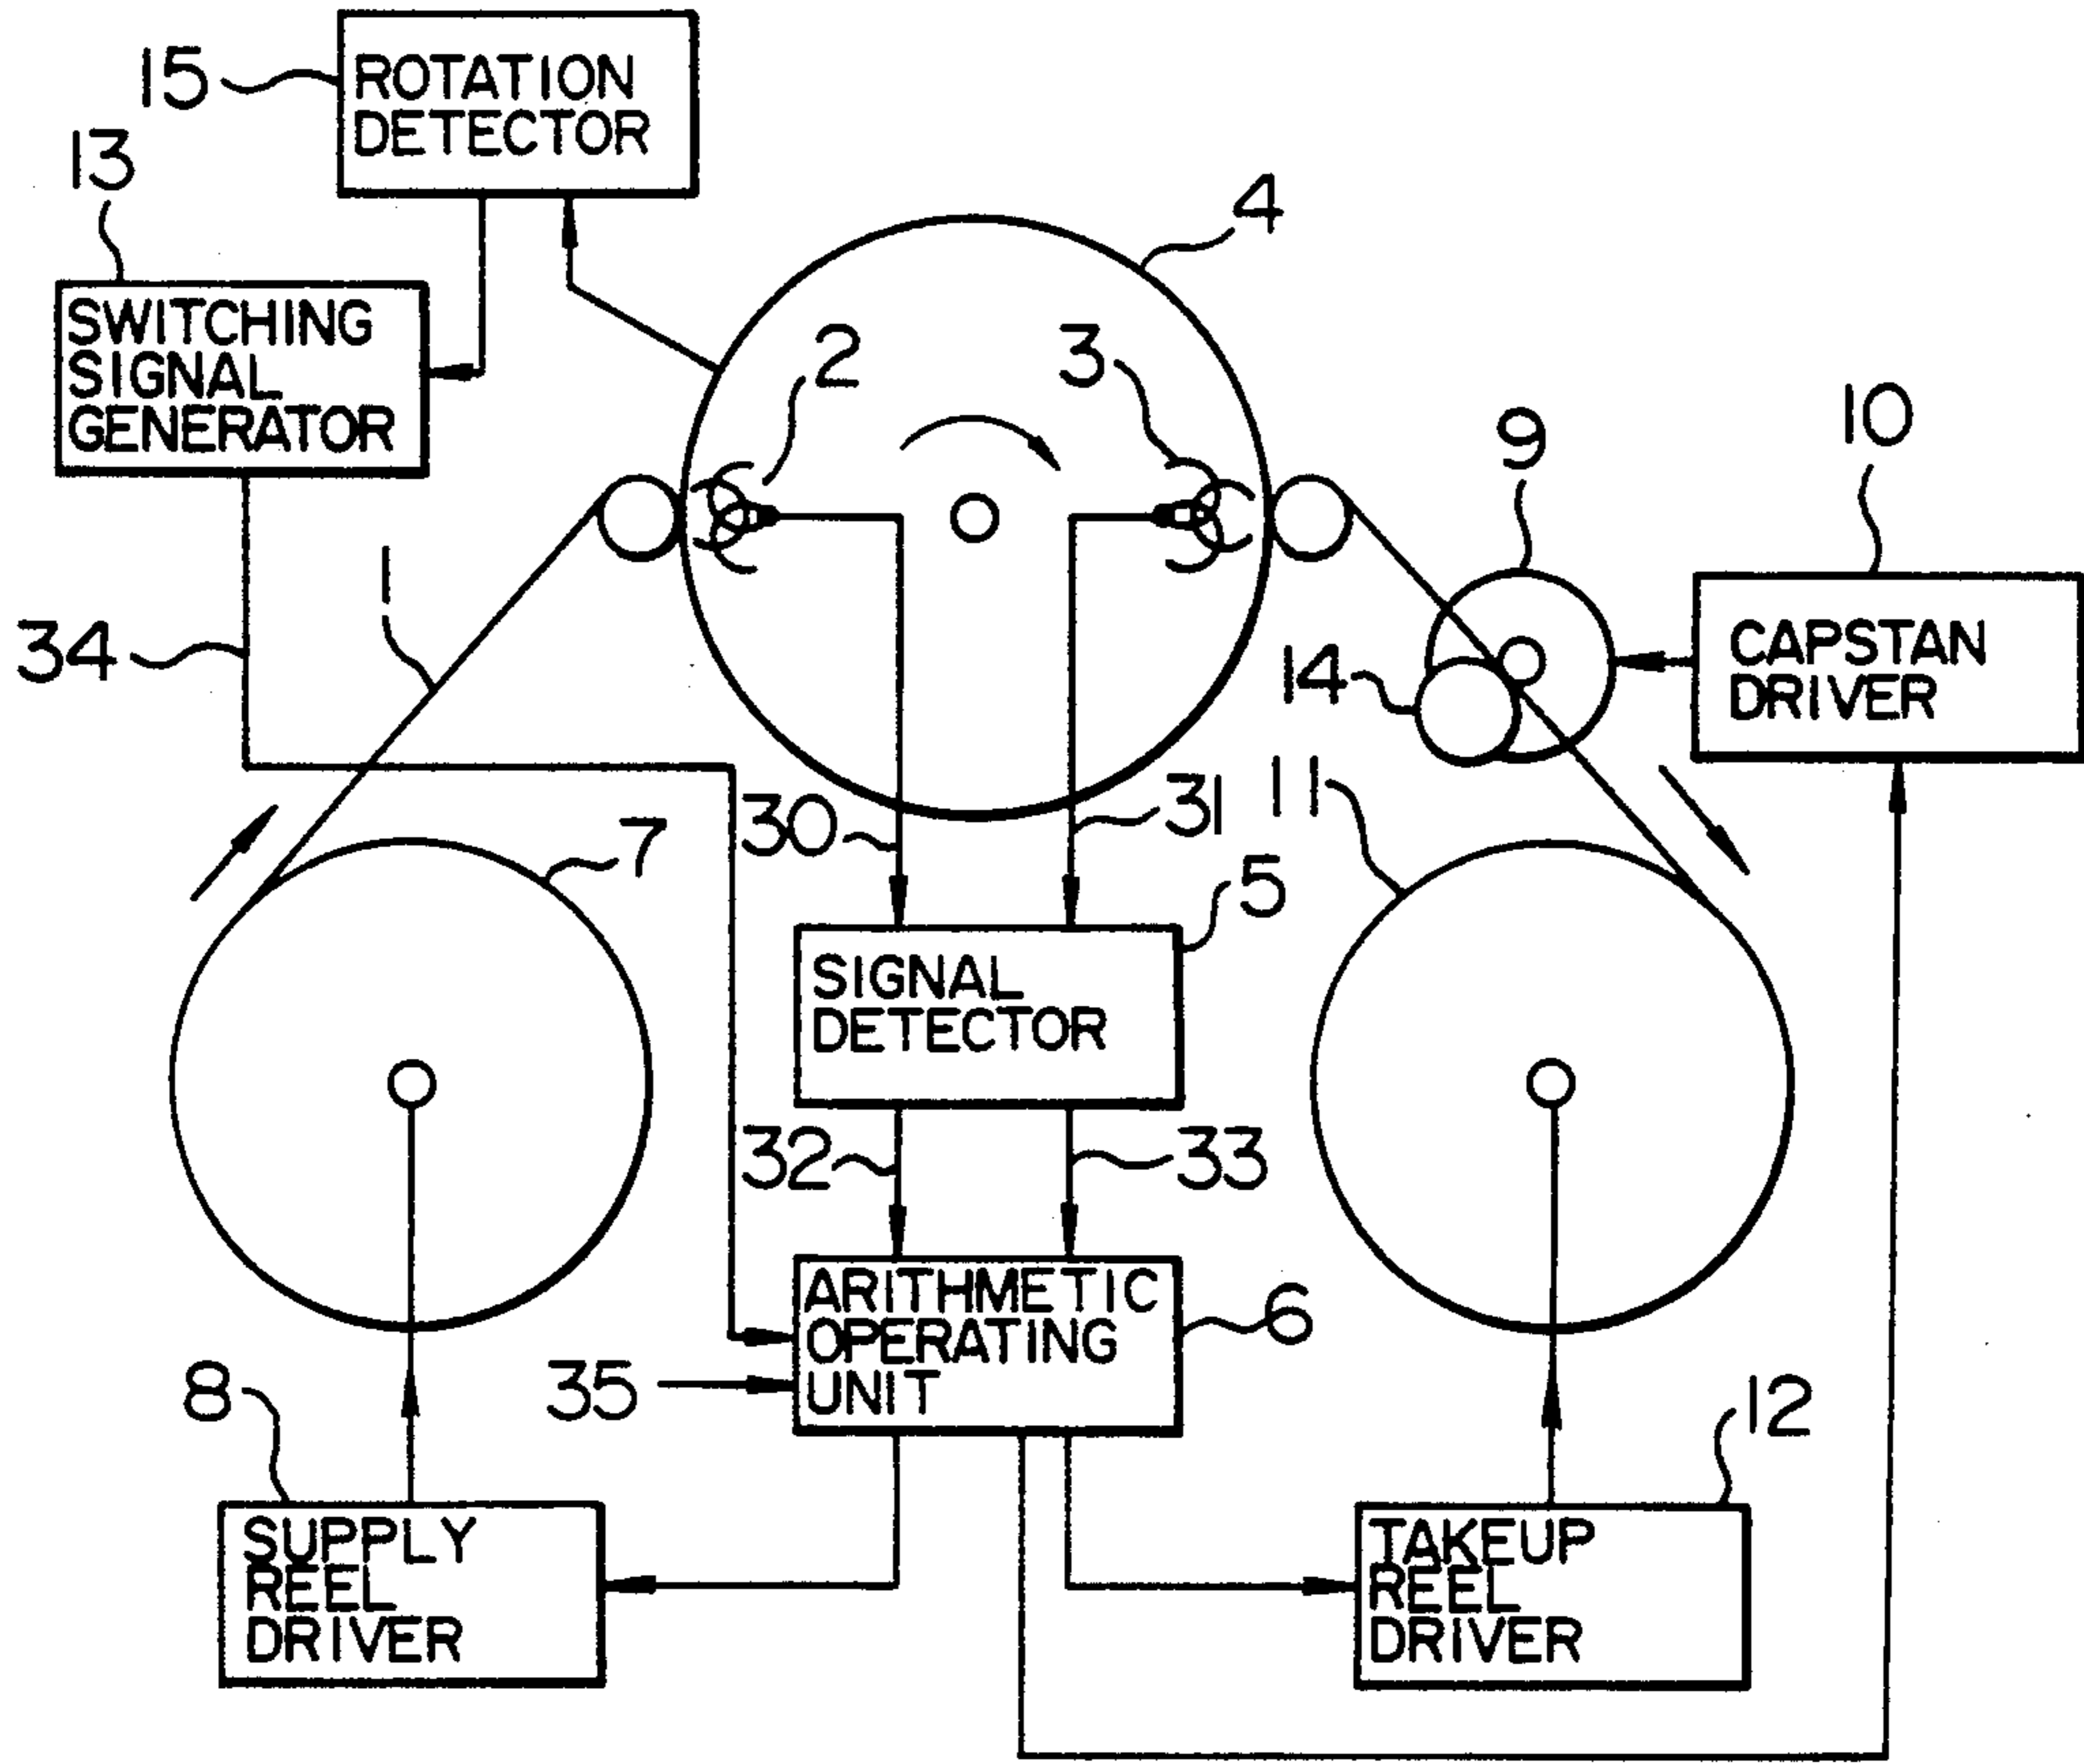 15
ROTATION
DETECTOR
13
4
SWITCHING
SIGNAL
GENERATOR
2
3
10
9
1
34
14
CAPSTAN
DRIVER
30
31
11
7
5
SIGNAL
DETECTOR
32
33
ARITHMETIC
OPERATING
UNIT
6
35
8
12
SUPPLY
REEL
DRIVER
TAKEUP
REEL
DRIVER